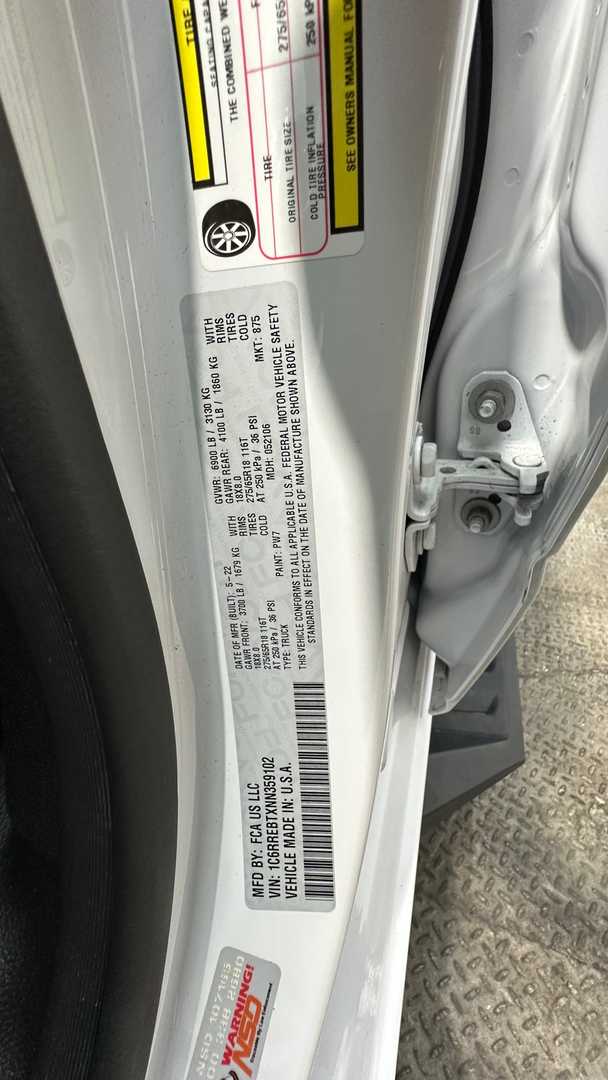 TIRE
SEATING CAPA
THE COMBINED WE
TIRE
ORIGINAL TIRE SIZE
275/65
COLD TIRE INFLATION
PRESSURE
250 kP
SEE OWNERS MANUAL FO
MFD BY: FCA US LLC
VIN: 1C6RREBTXNN359102
VEHICLE MADE IN: U.S.A.
DATE OF MFR (BUILT): 5-22
GAWR FRONT: 3700 LB / 1679 KG WITH
18X8.0 RIMS
275/65R18 116T TIRES
AT 250 kPa / 36 PSI COLD
TYPE: TRUCK PAINT: PW7
GVWR: 6900 LB / 3130 KG
GAWR REAR: 4100 LB / 1860 KG WITH
18X8.0 RIMS
275/65R18 116T TIRES
AT 250 kPa / 36 PSI COLD
MDH: 052106 MKT: 875
THIS VEHICLE CONFORMS TO ALL APPLICABLE U.S.A. FEDERAL MOTOR VEHICLE SAFETY
STANDARDS IN EFFECT ON THE DATE OF MANUFACTURE SHOWN ABOVE.
WARNING!
NSD
55